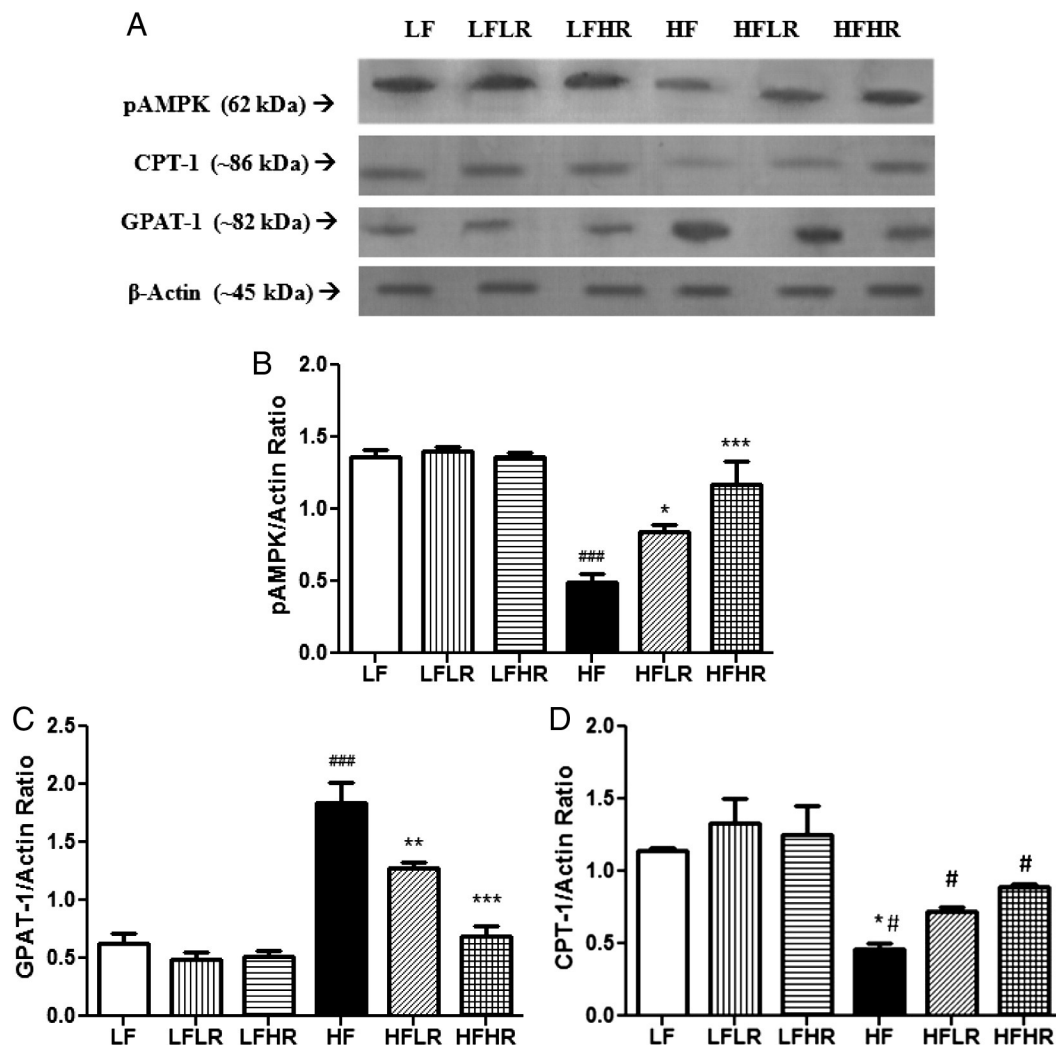 A
LF LFLR LFHR HF HFLR HFHR
pAMPK (62 kDa) →
CPT-1 (~86 kDa) →
GPAT-1 (~82 kDa) →
β-Actin (~45 kDa) →
B
pAMPK/Actin Ratio
2.0
1.5
1.0
0.5
0.0
###
*
***
LF LFLR LFHR HF HFLR HFHR
C
GPAT-1/Actin Ratio
2.5
2.0
1.5
1.0
0.5
0.0
###
**
***
LF LFLR LFHR HF HFLR HFHR
D
CPT-1/Actin Ratio
2.0
1.5
1.0
0.5
0.0
* #
#
#
LF LFLR LFHR HF HFLR HFHR